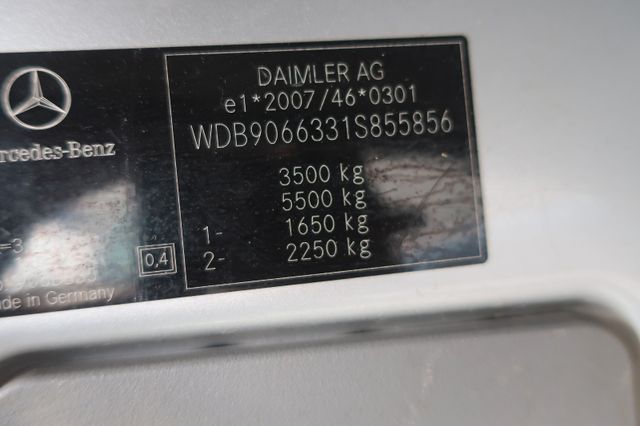 DAIMLER AG
e1*2007/46*0301
WDB9066331S855856
3500 kg
5500 kg
1- 1650 kg
2- 2250 kg
rcedes-Benz
=3
0,4
de in Germany